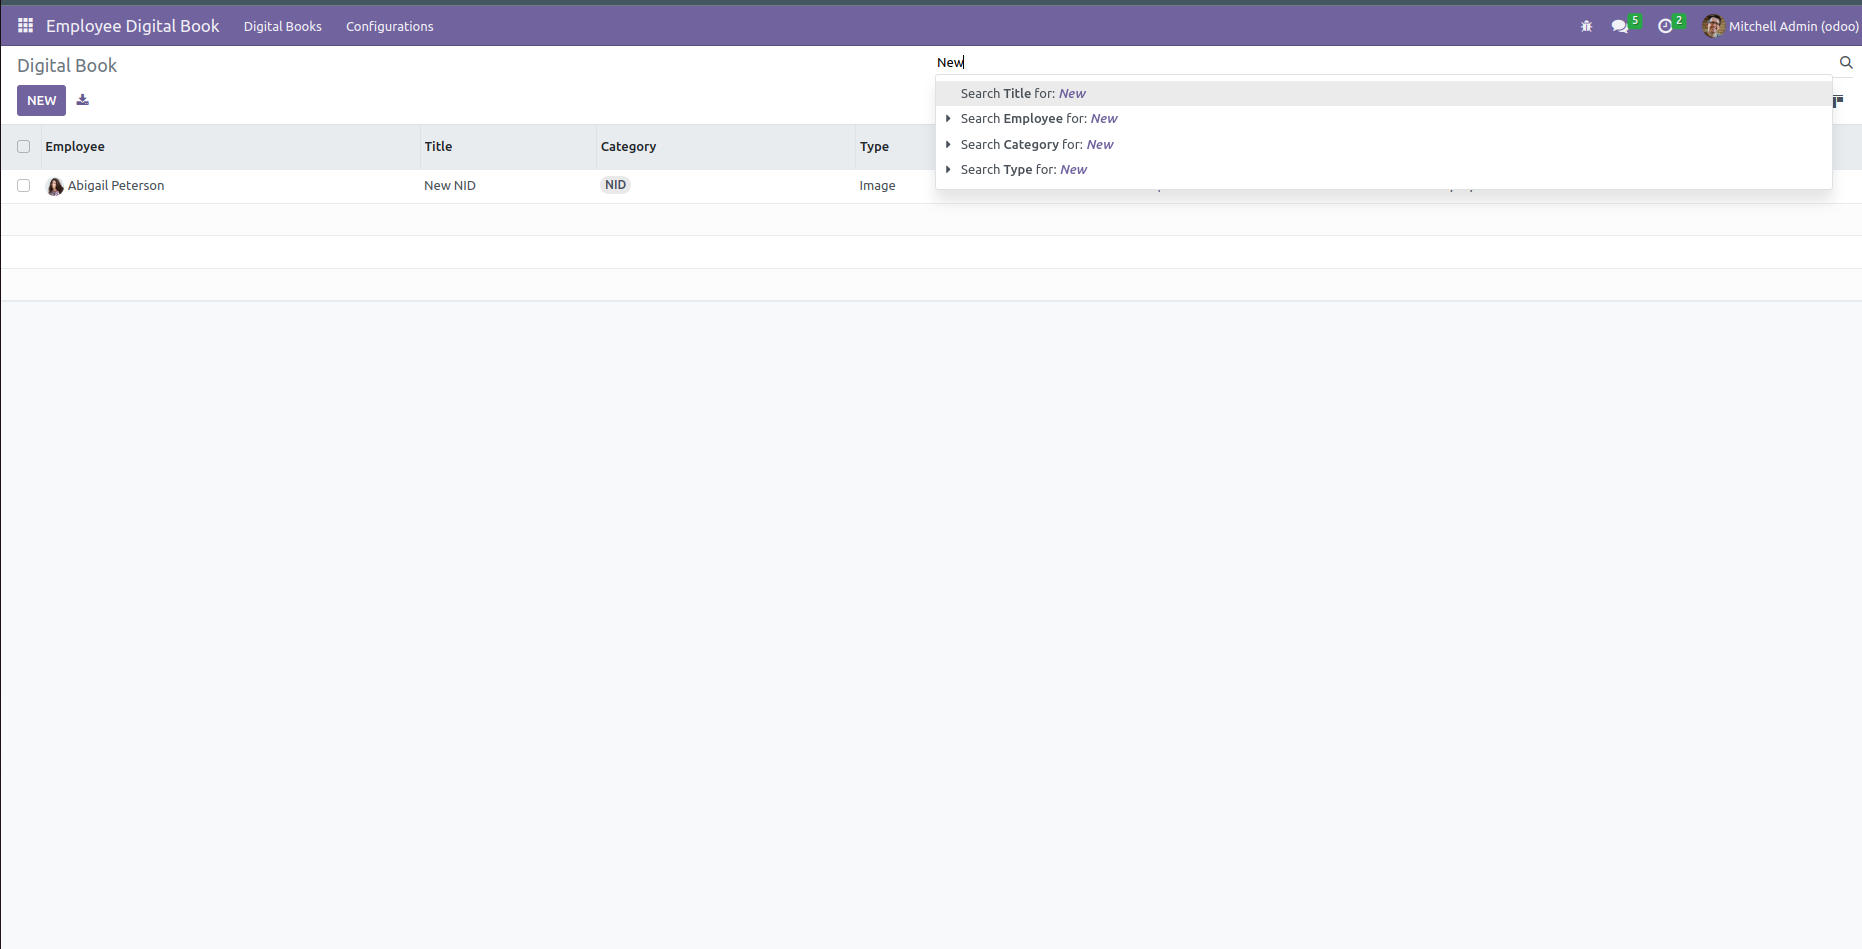 Employee Digital Book Digital Books Configurations 5 2 Mitchell Admin (odoo)
Digital Book New
NEW
Search Title for: New
Search Employee for: New
Search Category for: New
Search Type for: New
Employee Title Category Type
Abigail Peterson New NID NID Image